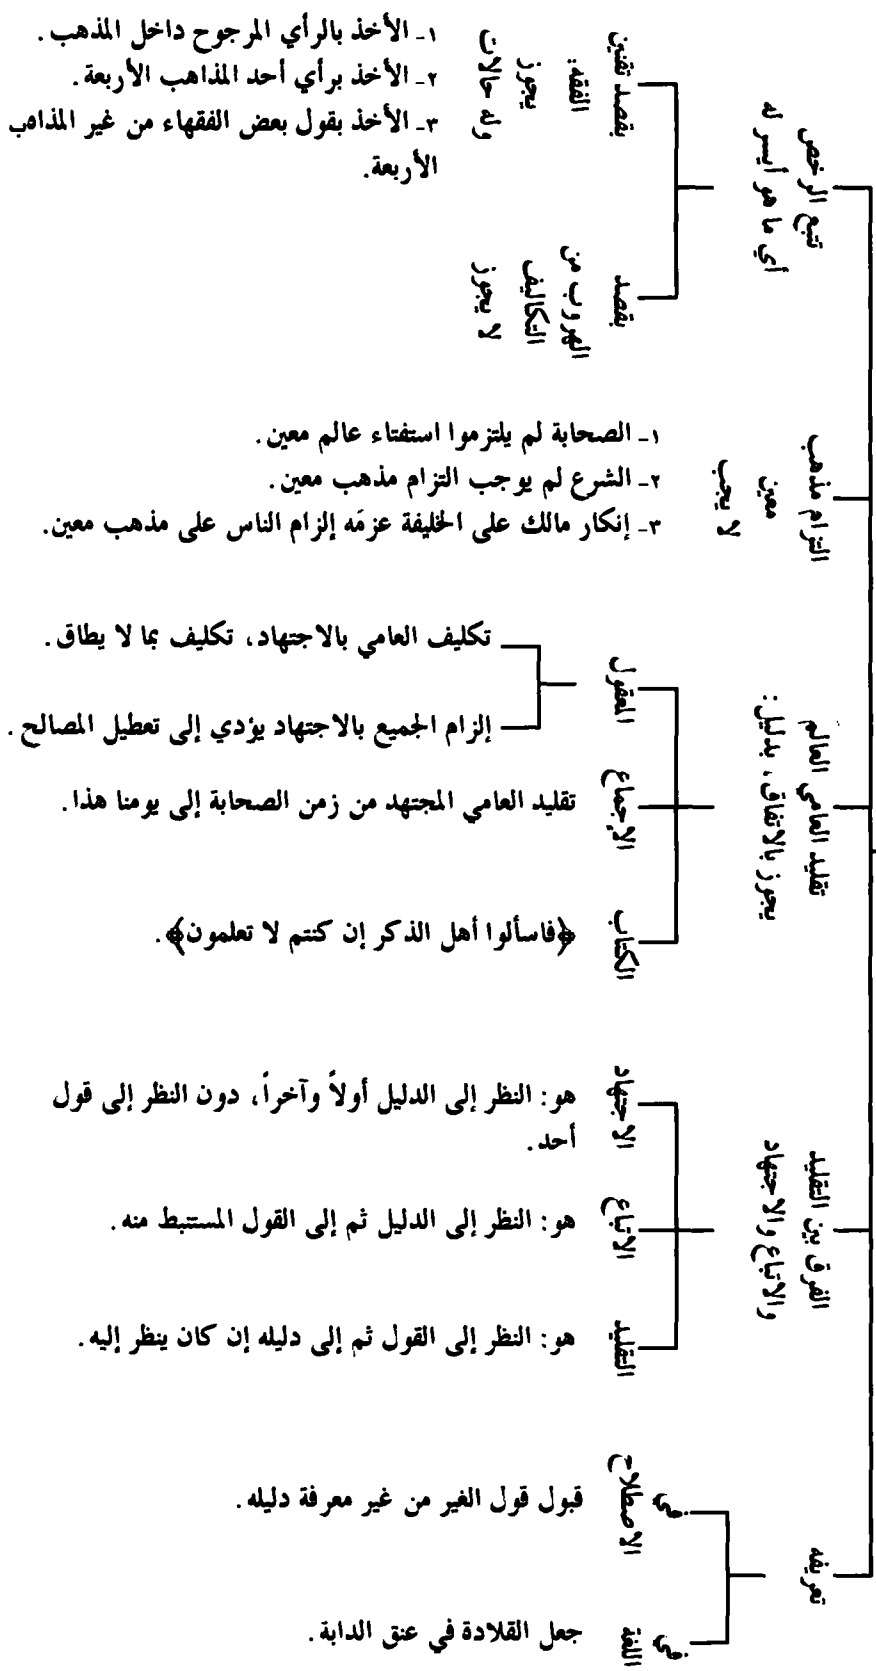 تتبع الرخص
أي ما هو أيسر له
بقصد تقنين
الفقه:
يجوز
وله حالات
١ـ الأخذ بالرأي المرجوح داخل المذهب.
٢ـ الأخذ برأي أحد المذاهب الأربعة.
٣ـ الأخذ بقول بعض الفقهاء من غير المذاهب
الأربعة.
بقصد
الهروب من
التكاليف
لا يجوز
التزام مذهب
معين
لا يجب
١ـ الصحابة لم يلتزموا استفتاء عالم معين.
٢ـ الشرع لم يوجب التزام مذهب معين.
٣ـ إنكار مالك على الخليفة عزمَه إلزام الناس على مذهب معين.
تقليد العامي العالم
يجوز بالاتفاق، بدليل:
المعقول
تكليف العامي بالاجتهاد، تكليف بما لا يطاق.
إلزام الجميع بالاجتهاد يؤدي إلى تعطيل المصالح.
الإجماع
تقليد العامي المجتهد من زمن الصحابة إلى يومنا هذا.
الكتاب
﴿فاسألوا أهل الذكر إن كنتم لا تعلمون﴾.
الفرق بين التقليد
والاتباع والاجتهاد
الاجتهاد
هو: النظر إلى الدليل أولاً وآخراً، دون النظر إلى قول
أحد.
الاتباع
هو: النظر إلى الدليل ثم إلى القول المستنبط منه.
التقليد
هو: النظر إلى القول ثم إلى دليله إن كان ينظر إليه.
تعريفه
في
الاصطلاح
قبول قول الغير من غير معرفة دليله.
في
اللغة
جعل القلادة في عنق الدابة.